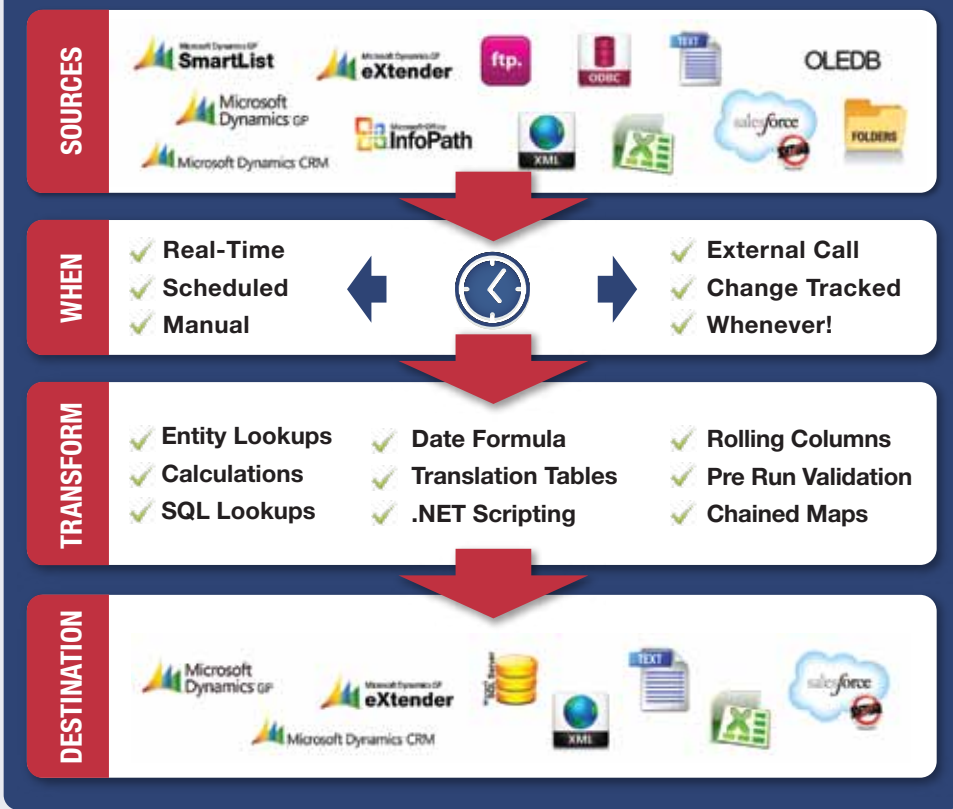 SOURCES
Microsoft Dynamics GP
SmartList
Microsoft Dynamics GP
eXtender
ftp.
ODBC
TEXT
OLEDB
Microsoft
Dynamics GP
Microsoft Office
InfoPath
XML
salesforce
FOLDERS
Microsoft Dynamics CRM
WHEN
Real-Time
Scheduled
Manual
External Call
Change Tracked
Whenever!
TRANSFORM
Entity Lookups
Calculations
SQL Lookups
Date Formula
Translation Tables
.NET Scripting
Rolling Columns
Pre Run Validation
Chained Maps
DESTINATION
Microsoft
Dynamics GP
Microsoft Dynamics GP
eXtender
Microsoft Dynamics CRM
SQL Server
XML
TEXT
salesforce